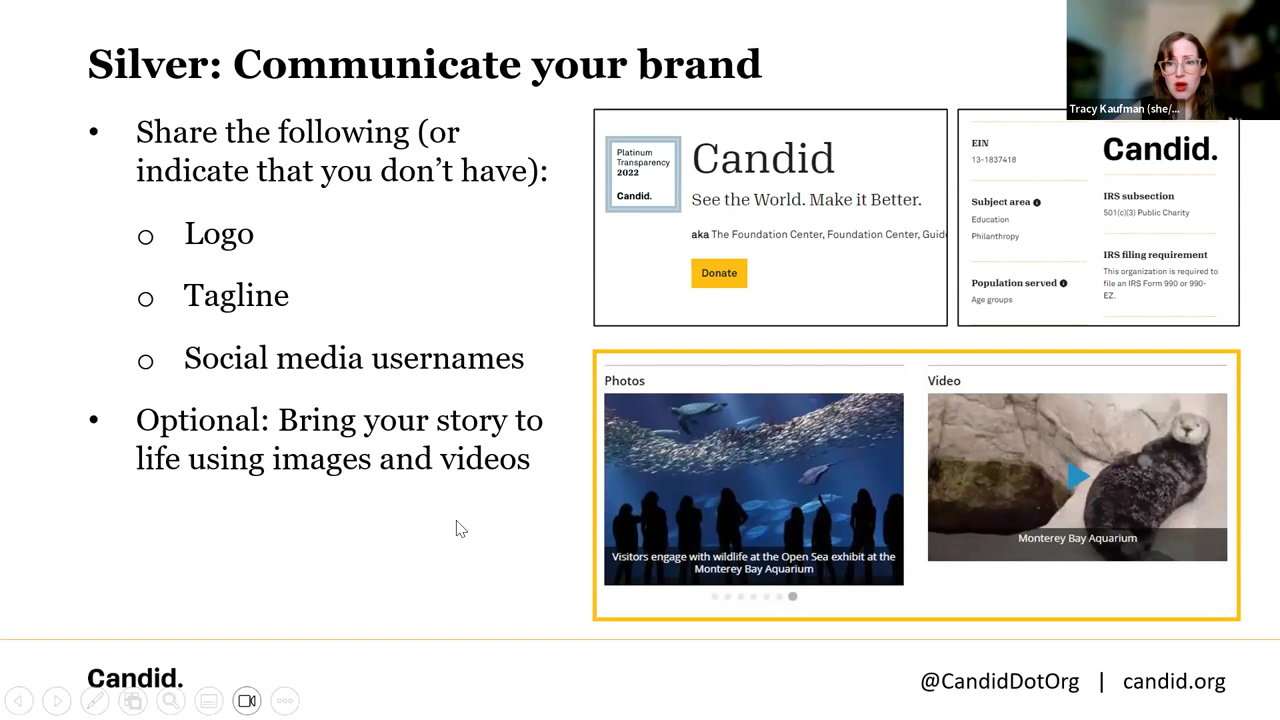 Silver: Communicate your brand
Tracy Kaufman (she/...
• Share the following (or
indicate that you don’t have):
o Logo
o Tagline
o Social media usernames
• Optional: Bring your story to
life using images and videos
Platinum
Transparency
2022
Candid.
Candid
See the World. Make it Better.
aka The Foundation Center, Foundation Center, Guid
Donate
EIN
13-1837418
Subject area
Education
Philanthropy
Population served
Age groups
Candid.
IRS subsection
501(c)(3) Public Charity
IRS filing requirement
This organization is required to
file an IRS Form 990 or 990-
EZ.
Photos
Visitors engage with wildlife at the Open Sea exhibit at the
Monterey Bay Aquarium
Video
Monterey Bay Aquarium
Candid.
@CandidDotOrg | candid.org